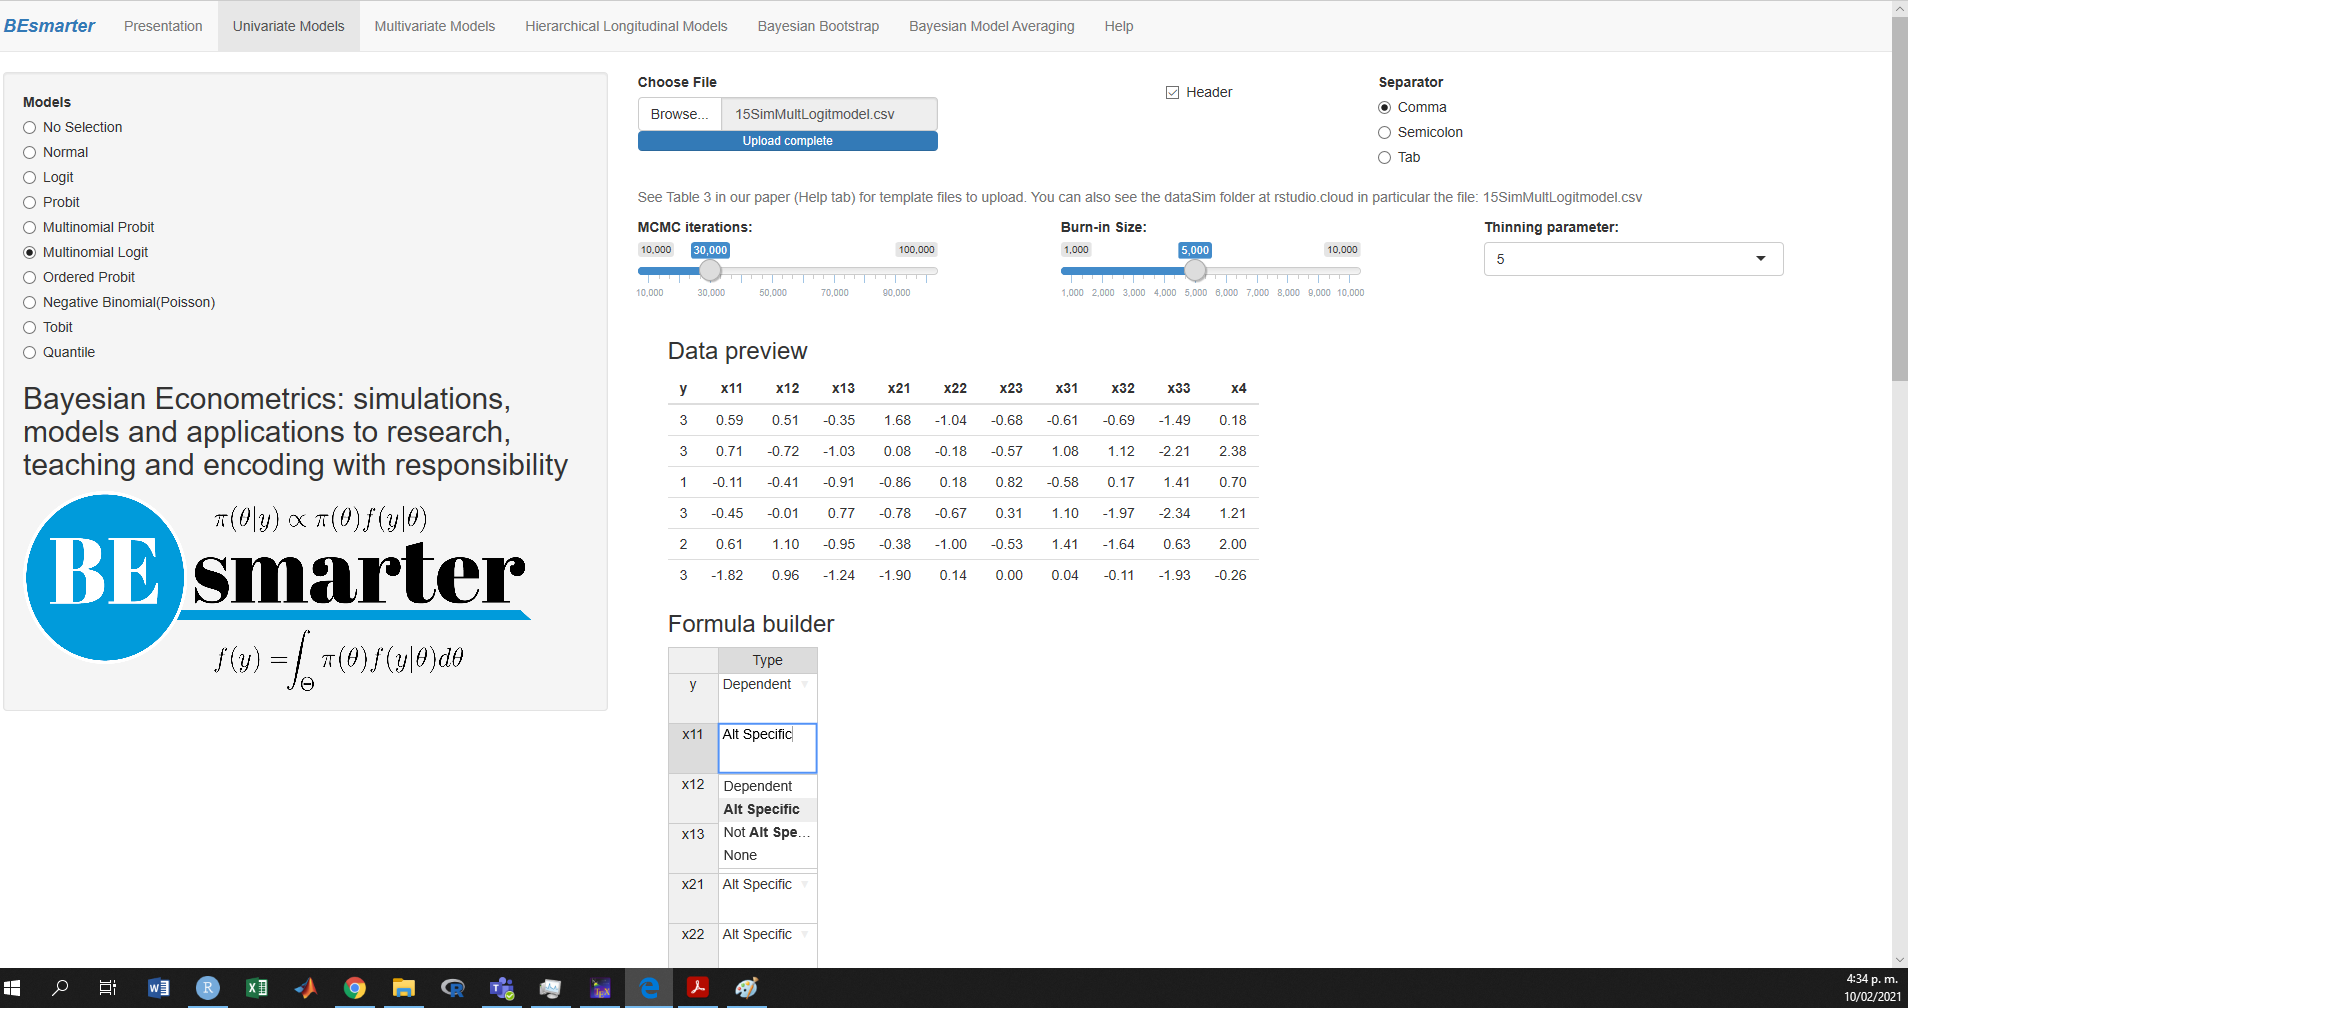 BEsmarter Presentation Univariate Models Multivariate Models Hierarchical Longitudinal Models Bayesian Bootstrap Bayesian Model Averaging Help
Models
No Selection
Normal
Logit
Probit
Multinomial Probit
Multinomial Logit
Ordered Probit
Negative Binomial(Poisson)
Tobit
Quantile
Bayesian Econometrics: simulations,
models and applications to research,
teaching and encoding with responsibility
π(θ|y) ∝ π(θ)f(y|θ)
BE smarter
f(y) = ∫_Θ π(θ)f(y|θ)dθ
Choose File
Browse... 15SimMultLogitmodel.csv
Upload complete
Header
Separator
Comma
Semicolon
Tab
See Table 3 in our paper (Help tab) for template files to upload. You can also see the dataSim folder at rstudio.cloud in particular the file: 15SimMultLogitmodel.csv
MCMC iterations:
10,000 30,000 100,000
10,000 30,000 50,000 70,000 90,000
Burn-in Size:
1,000 5,000 10,000
1,000 2,000 3,000 4,000 5,000 6,000 7,000 8,000 9,000 10,000
Thinning parameter:
5
Data preview
y x11 x12 x13 x21 x22 x23 x31 x32 x33 x4
3 0.59 0.51 -0.35 1.68 -1.04 -0.68 -0.61 -0.69 -1.49 0.18
3 0.71 -0.72 -1.03 0.08 -0.18 -0.57 1.08 1.12 -2.21 2.38
1 -0.11 -0.41 -0.91 -0.86 0.18 0.82 -0.58 0.17 1.41 0.70
3 -0.45 -0.01 0.77 -0.78 -0.67 0.31 1.10 -1.97 -2.34 1.21
2 0.61 1.10 -0.95 -0.38 -1.00 -0.53 1.41 -1.64 0.63 2.00
3 -1.82 0.96 -1.24 -1.90 0.14 0.00 0.04 -0.11 -1.93 -0.26
Formula builder
Type
y Dependent
x11 Alt Specific
x12 Dependent
Alt Specific
x13 Not Alt Spe...
None
x21 Alt Specific
x22 Alt Specific
4:34 p. m.
10/02/2021